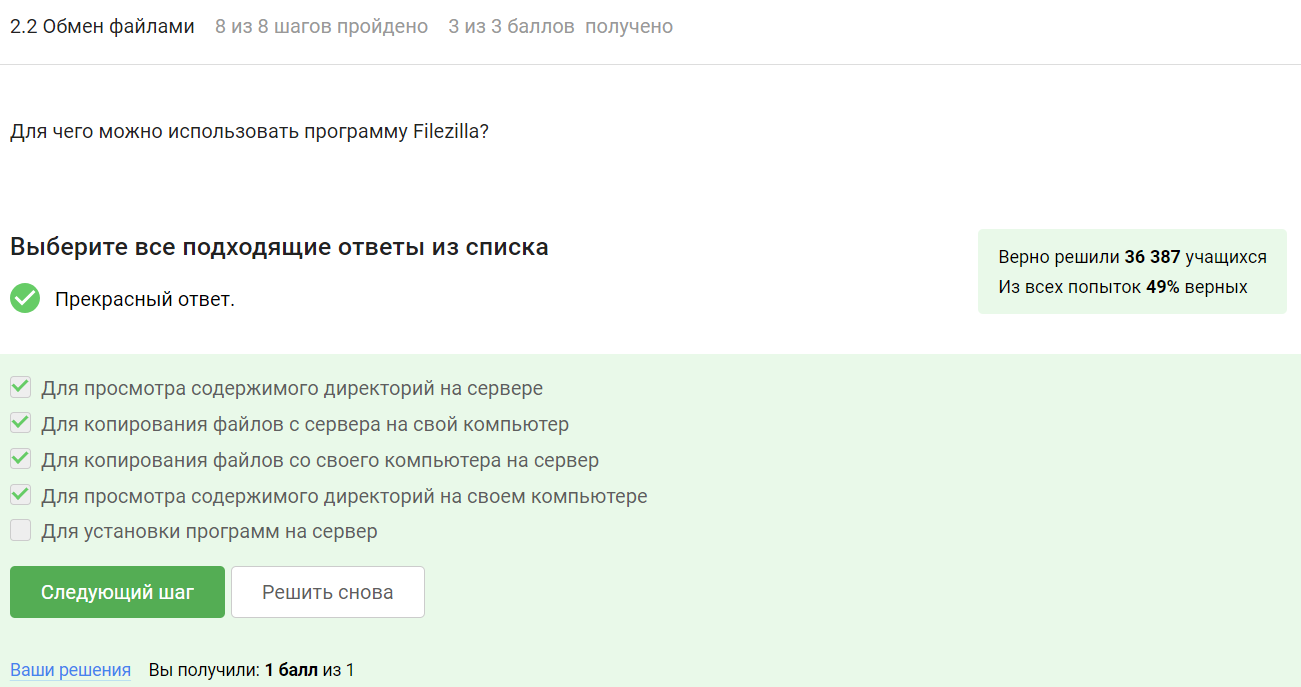 2.2 Обмен файлами 8 из 8 шагов пройдено 3 из 3 баллов получено
Для чего можно использовать программу Filezilla?
Выберите все подходящие ответы из списка
Верно решили 36 387 учащихся
Из всех попыток 49% верных
Прекрасный ответ.
Для просмотра содержимого директорий на сервере
Для копирования файлов с сервера на свой компьютер
Для копирования файлов со своего компьютера на сервер
Для просмотра содержимого директорий на своем компьютере
Для установки программ на сервер
Следующий шаг Решить снова
Ваши решения Вы получили: 1 балл из 1